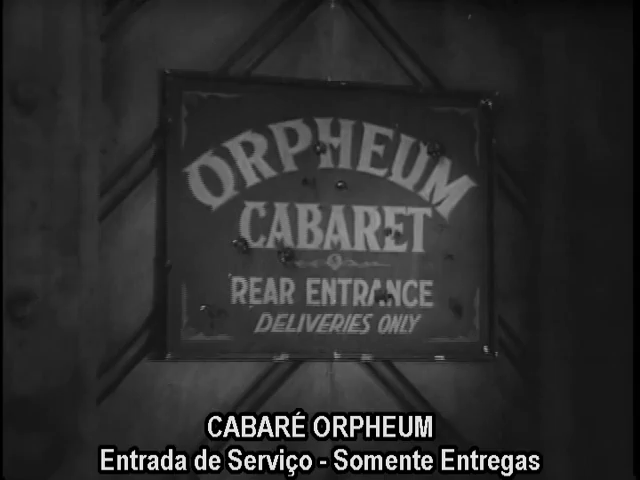 ORPHEUM
CABARET
REAR ENTRANCE
DELIVERIES ONLY
CABARÉ ORPHEUM
Entrada de Serviço - Somente Entregas